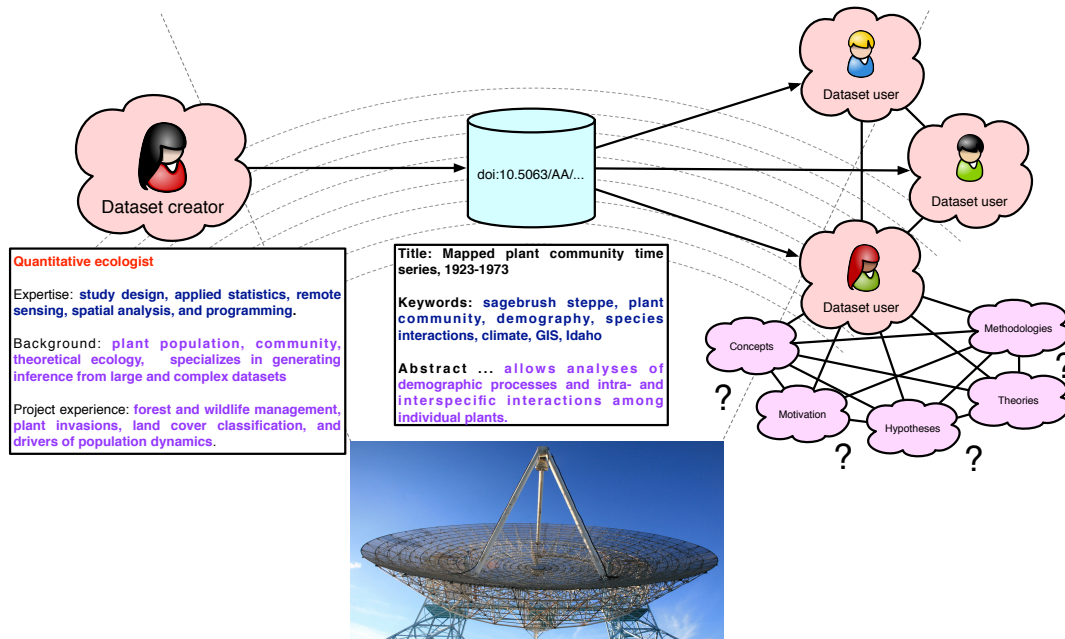 Dataset user
doi:10.5063/AA/...
Dataset user
Dataset creator
Dataset user
Quantitative ecologist
Expertise: study design, applied statistics, remote
sensing, spatial analysis, and programming.
Background: plant population, community,
theoretical ecology, specializes in generating
inference from large and complex datasets
Project experience: forest and wildlife management,
plant invasions, land cover classification, and
drivers of population dynamics.
Title: Mapped plant community time
series, 1923-1973
Keywords: sagebrush steppe, plant
community, demography, species
interactions, climate, GIS, Idaho
Abstract ... allows analyses of
demographic processes and intra- and
interspecific interactions among
individual plants.
Methodologies
Concepts
?
?
Theories
Motivation
Hypotheses
?
?